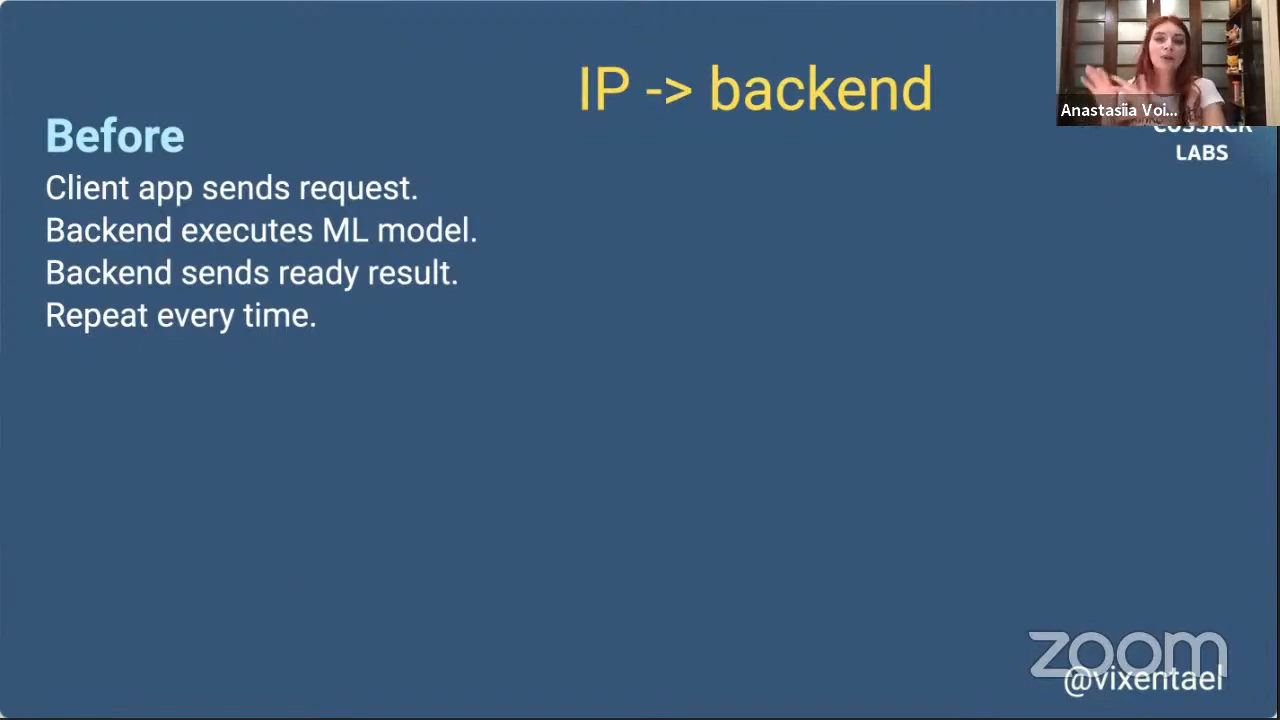 IP -> backend
Anastasiia Voi...
COSSACK
LABS
Before
Client app sends request.
Backend executes ML model.
Backend sends ready result.
Repeat every time.
zoom
@vixentael